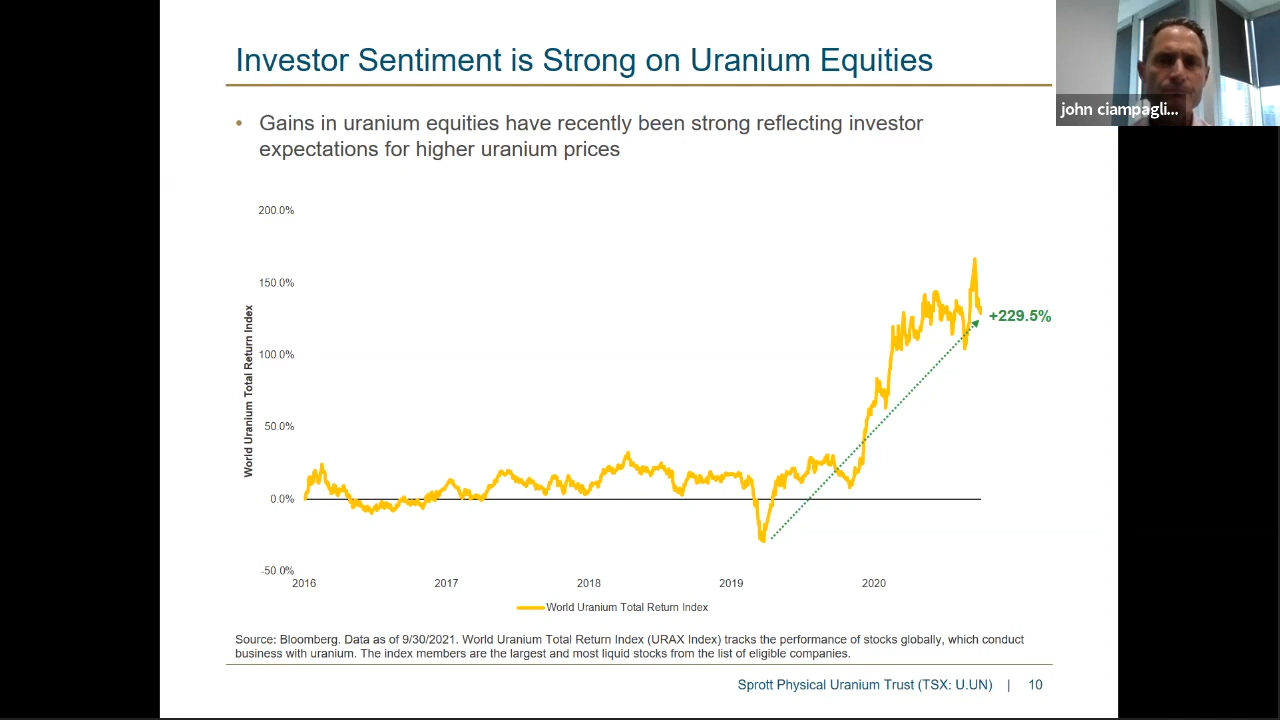 Investor Sentiment is Strong on Uranium Equities
john ciampagli...
• Gains in uranium equities have recently been strong reflecting investor
expectations for higher uranium prices
200.0%
150.0%
100.0%
50.0%
0.0%
-50.0%
World Uranium Total Return Index
+229.5%
2016 2017 2018 2019 2020
World Uranium Total Return Index
Source: Bloomberg. Data as of 9/30/2021. World Uranium Total Return Index (URAX Index) tracks the performance of stocks globally, which conduct
business with uranium. The index members are the largest and most liquid stocks from the list of eligible companies.
Sprott Physical Uranium Trust (TSX: U.UN) | 10